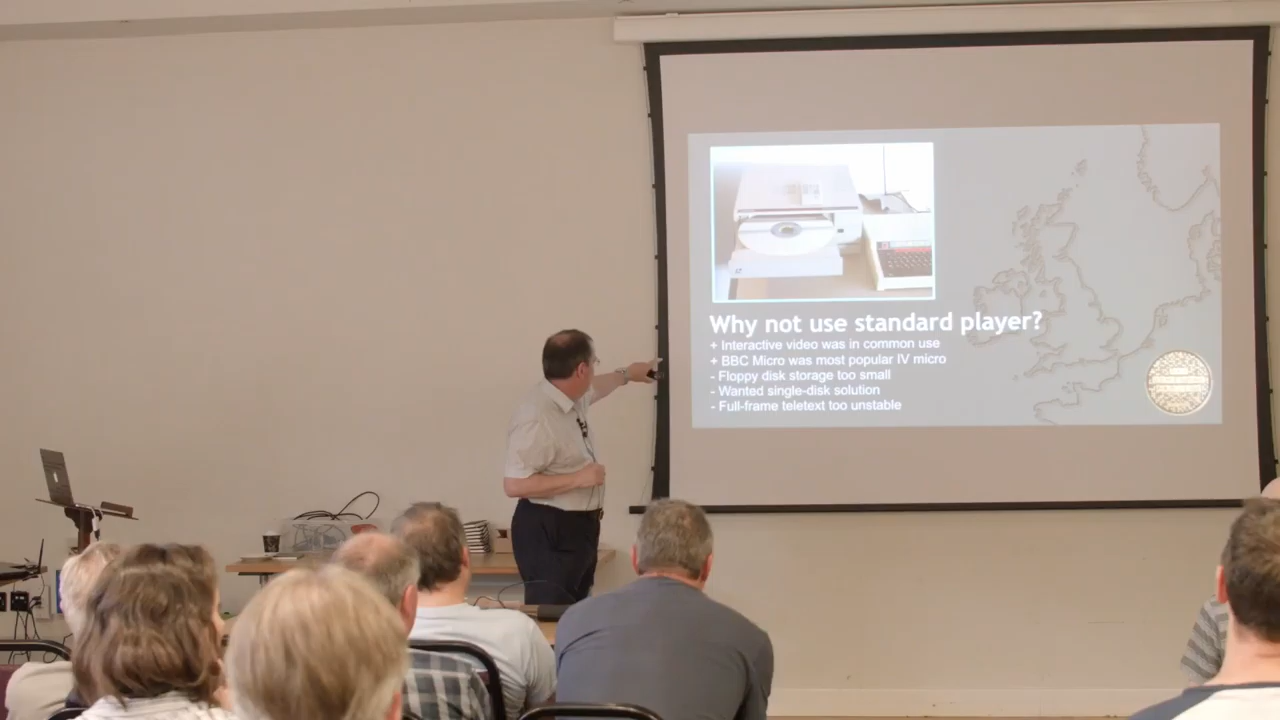 Why not use standard player?
+ Interactive video was in common use
+ BBC Micro was most popular IV micro
- Floppy disk storage too small
- Wanted single-disk solution
- Full-frame teletext too unstable